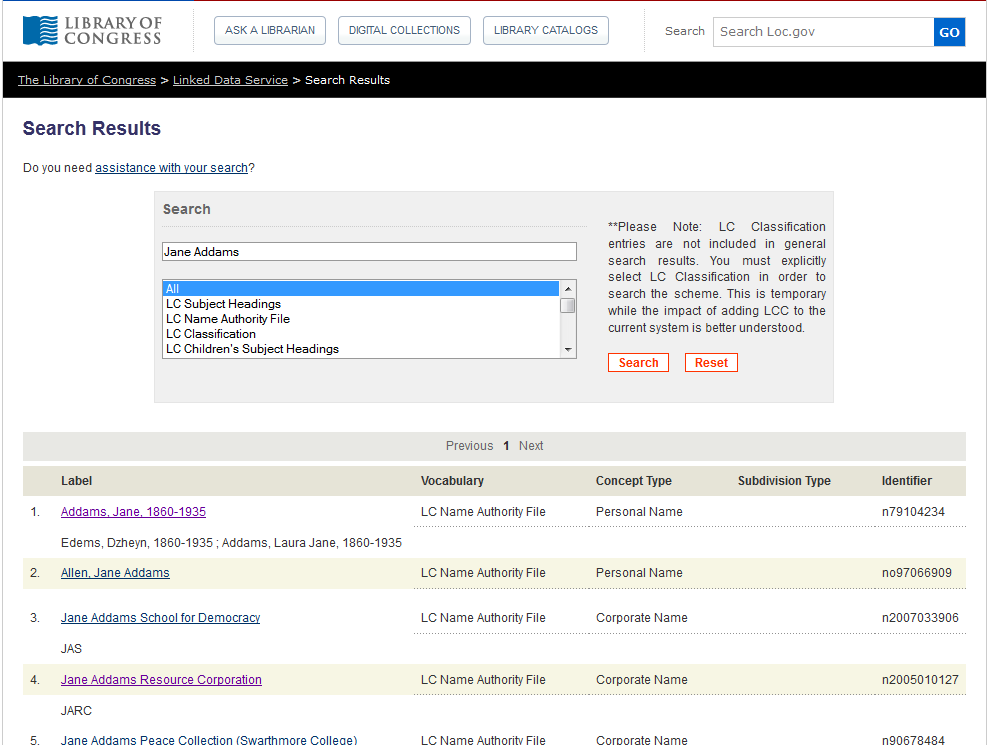 LIBRARY OF
CONGRESS
ASK A LIBRARIAN
DIGITAL COLLECTIONS
LIBRARY CATALOGS
Search
Search Loc.gov
GO
The Library of Congress > Linked Data Service > Search Results
Search Results
Do you need assistance with your search?
Search
Jane Addams
All
LC Subject Headings
LC Name Authority File
LC Classification
LC Children's Subject Headings
**Please Note: LC Classification
entries are not included in general
search results. You must explicitly
select LC Classification in order to
search the scheme. This is temporary
while the impact of adding LCC to the
current system is better understood.
Search Reset
Previous 1 Next
Label Vocabulary Concept Type Subdivision Type Identifier
1. Addams, Jane, 1860-1935 LC Name Authority File Personal Name n79104234
Edems, Dzheyn, 1860-1935 ; Addams, Laura Jane, 1860-1935
2. Allen, Jane Addams LC Name Authority File Personal Name no97066909
3. Jane Addams School for Democracy LC Name Authority File Corporate Name n2007033906
JAS
4. Jane Addams Resource Corporation LC Name Authority File Corporate Name n2005010127
JARC
5. Jane Addams Peace Collection (Swarthmore College) LC Name Authority File Corporate Name n90678484